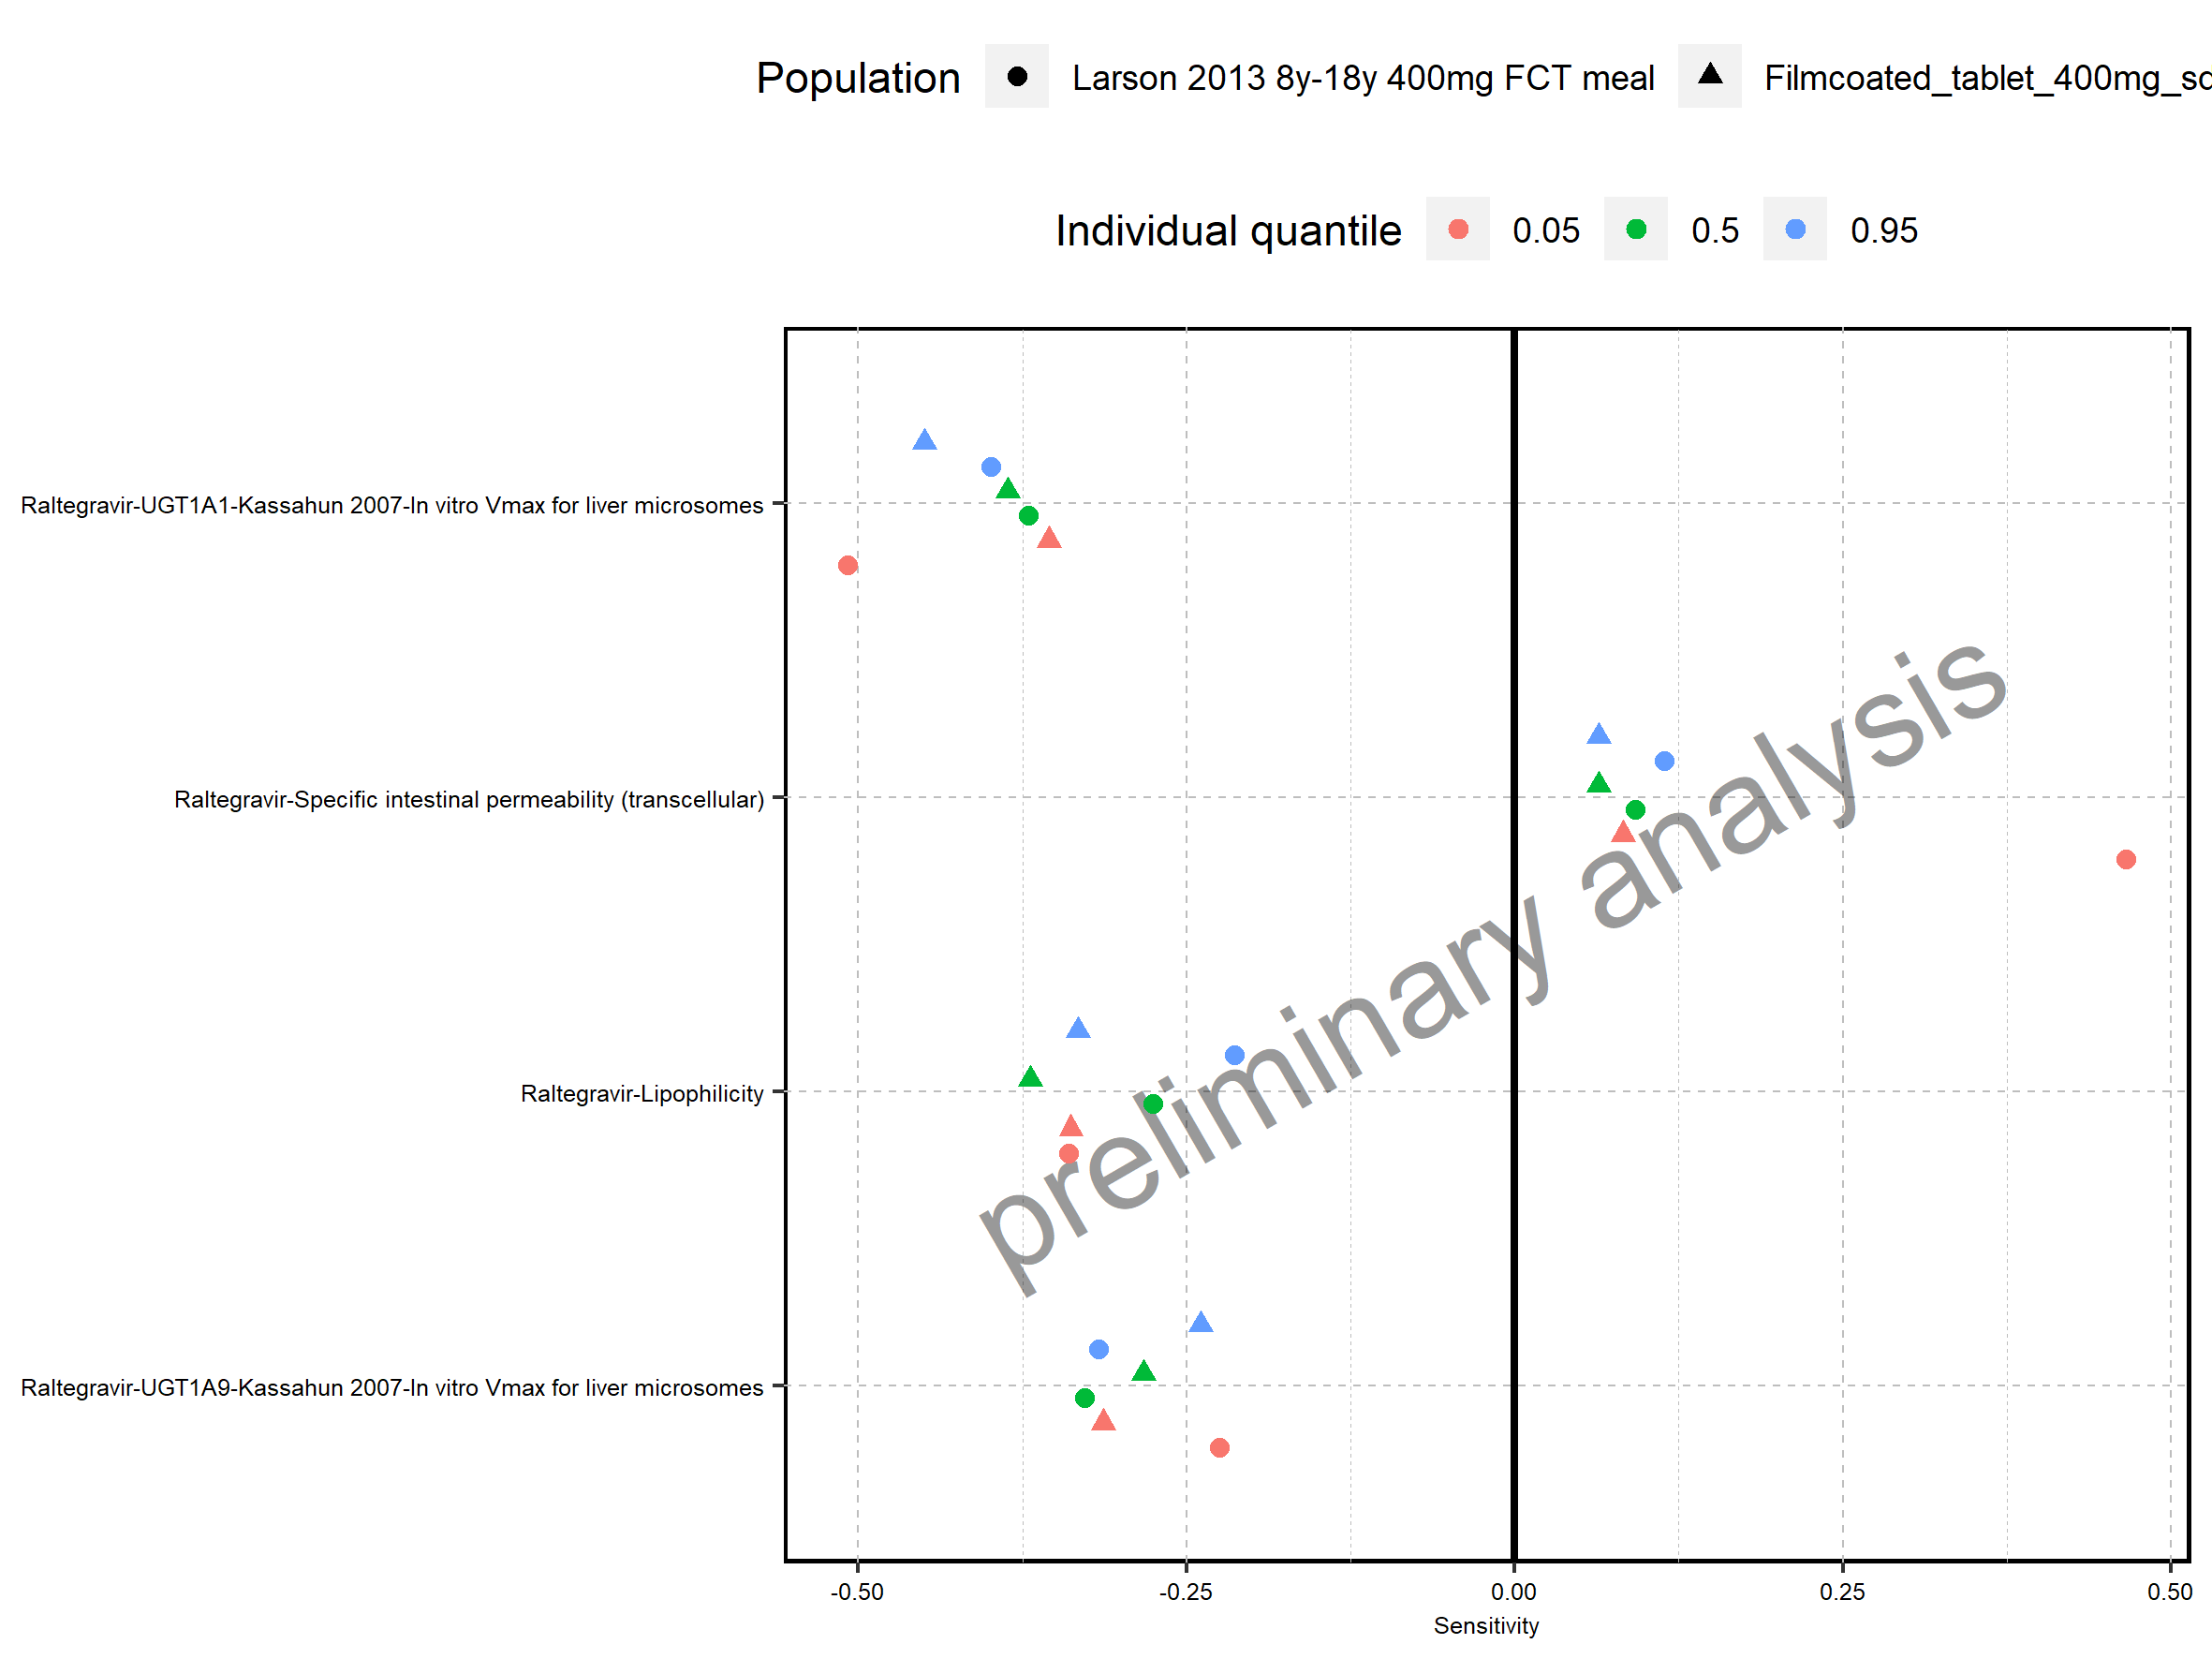 Population Larson 2013 8y-18y 400mg FCT meal Filmcoated_tablet_400mg_
Individual quantile 0.05 0.5 0.95
Raltegravir-UGT1A1-Kassahun 2007-In vitro Vmax for liver microsomes
Raltegravir-Specific intestinal permeability (transcellular)
Raltegravir-Lipophilicity
Raltegravir-UGT1A9-Kassahun 2007-In vitro Vmax for liver microsomes
preliminary analysis
-0.50 -0.25 0.00 0.25 0.50
Sensitivity